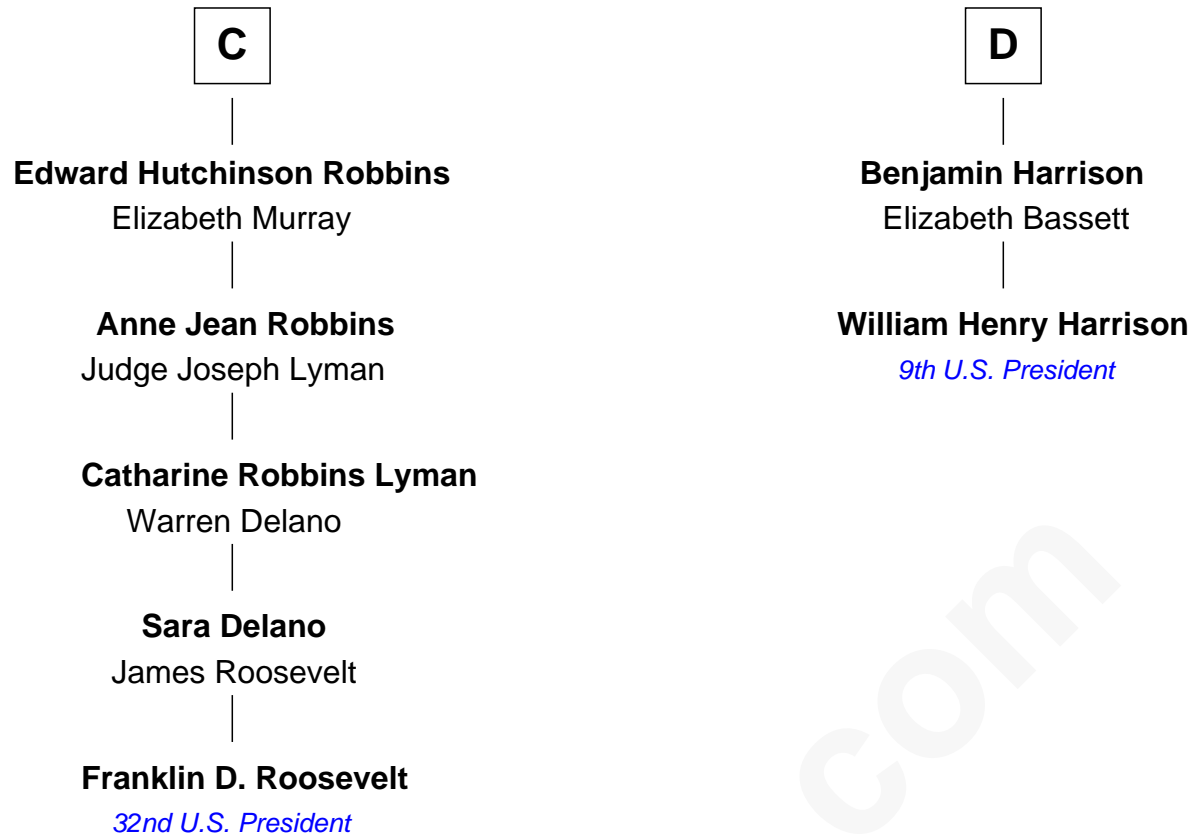 C
Edward Hutchinson Robbins
Elizabeth Murray
Anne Jean Robbins
Judge Joseph Lyman
Catharine Robbins Lyman
Warren Delano
Sara Delano
James Roosevelt
Franklin D. Roosevelt
32nd U.S. President
D
Benjamin Harrison
Elizabeth Bassett
William Henry Harrison
9th U.S. President
com